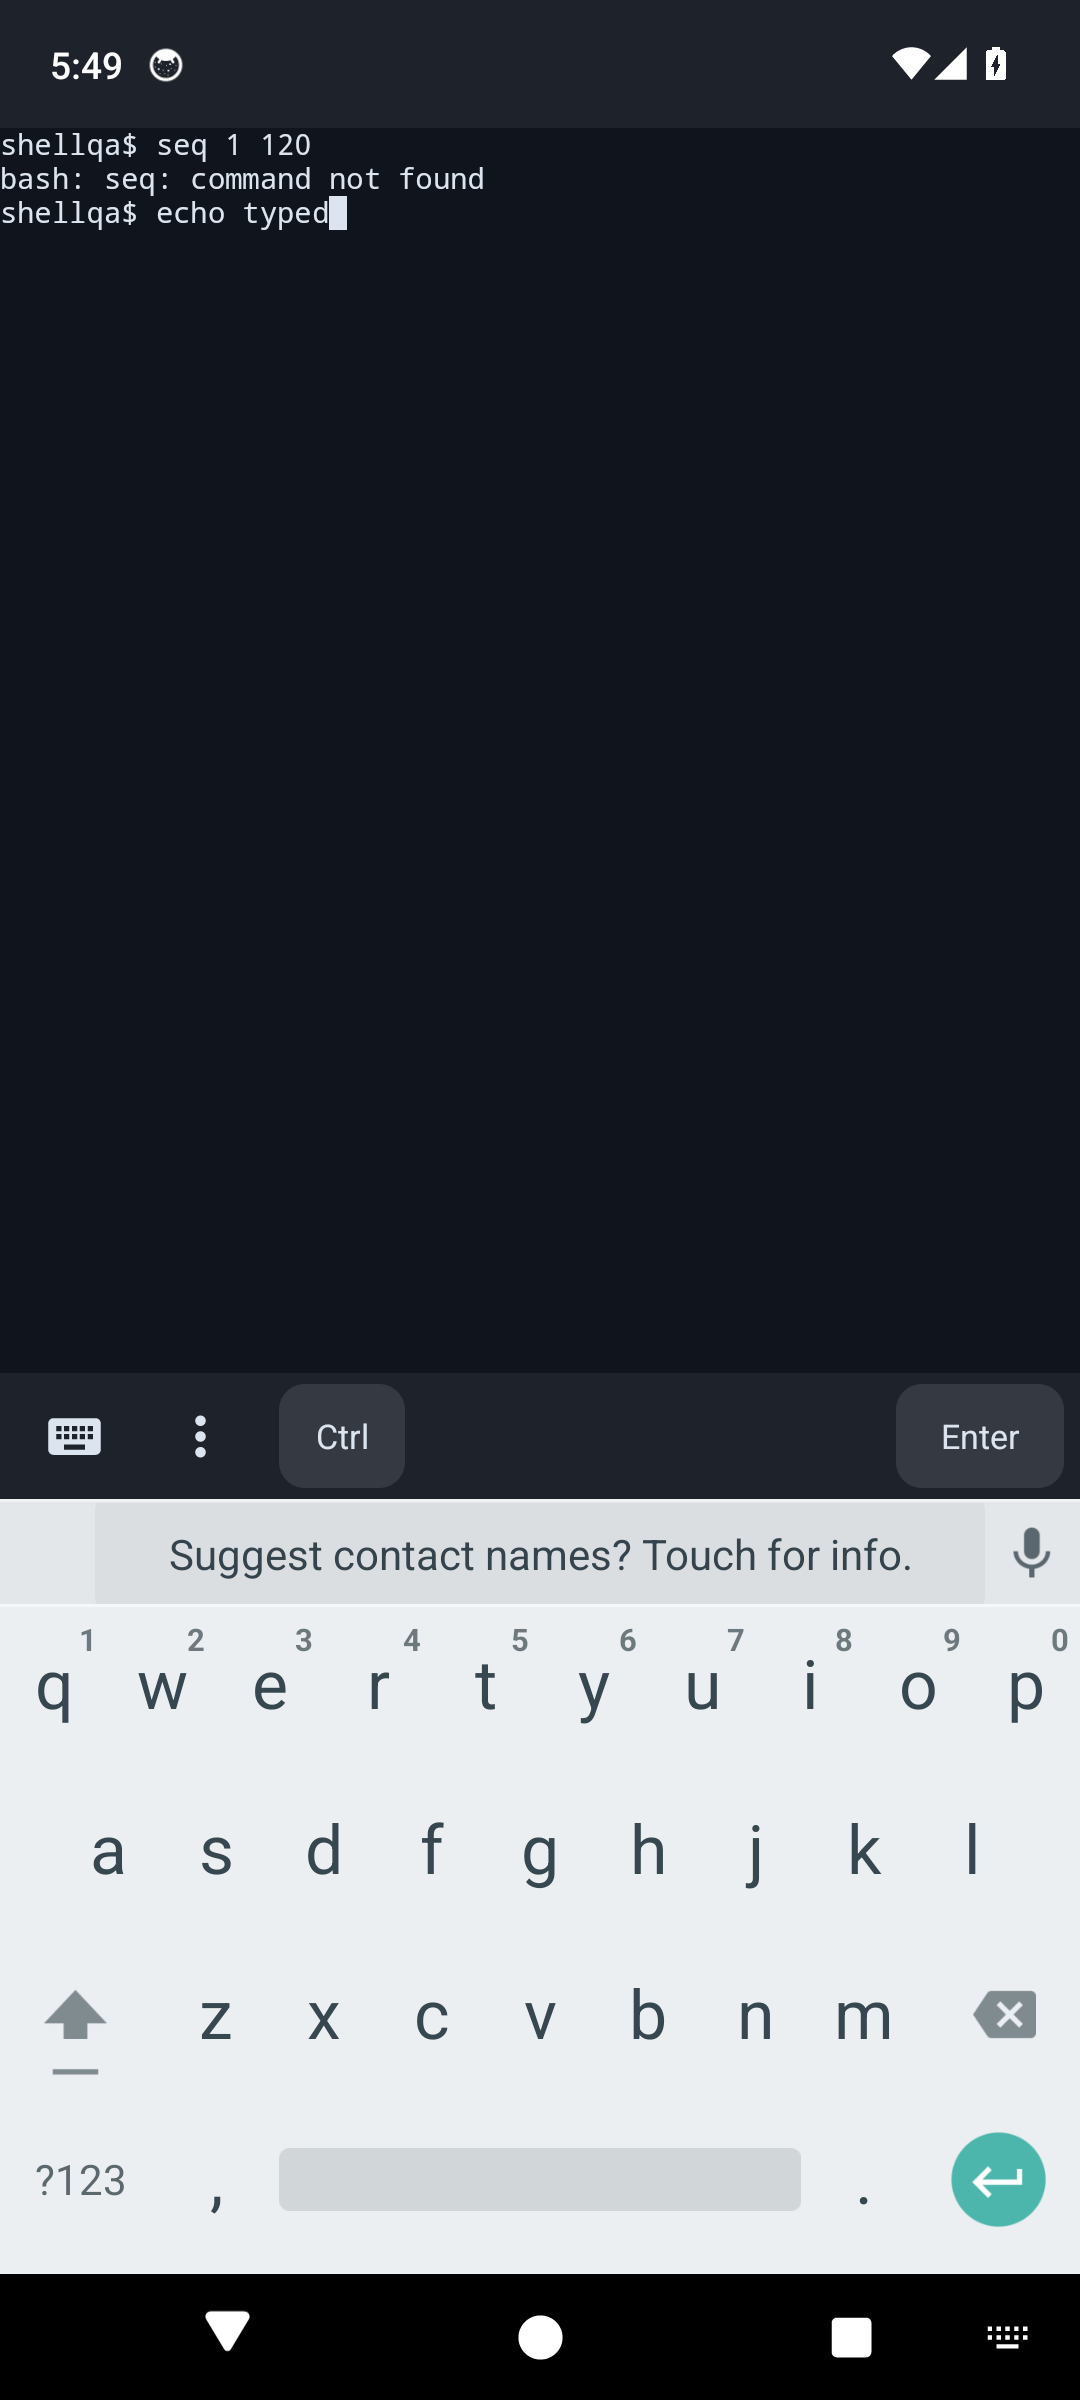 5:49
shellqa$ seq 1 120
bash: seq: command not found
shellqa$ echo typed
Ctrl
Enter
Suggest contact names? Touch for info.
1 2 3 4 5 6 7 8 9 0
q w e r t y u i o p
a s d f g h j k l
z x c v b n m
?123 , .